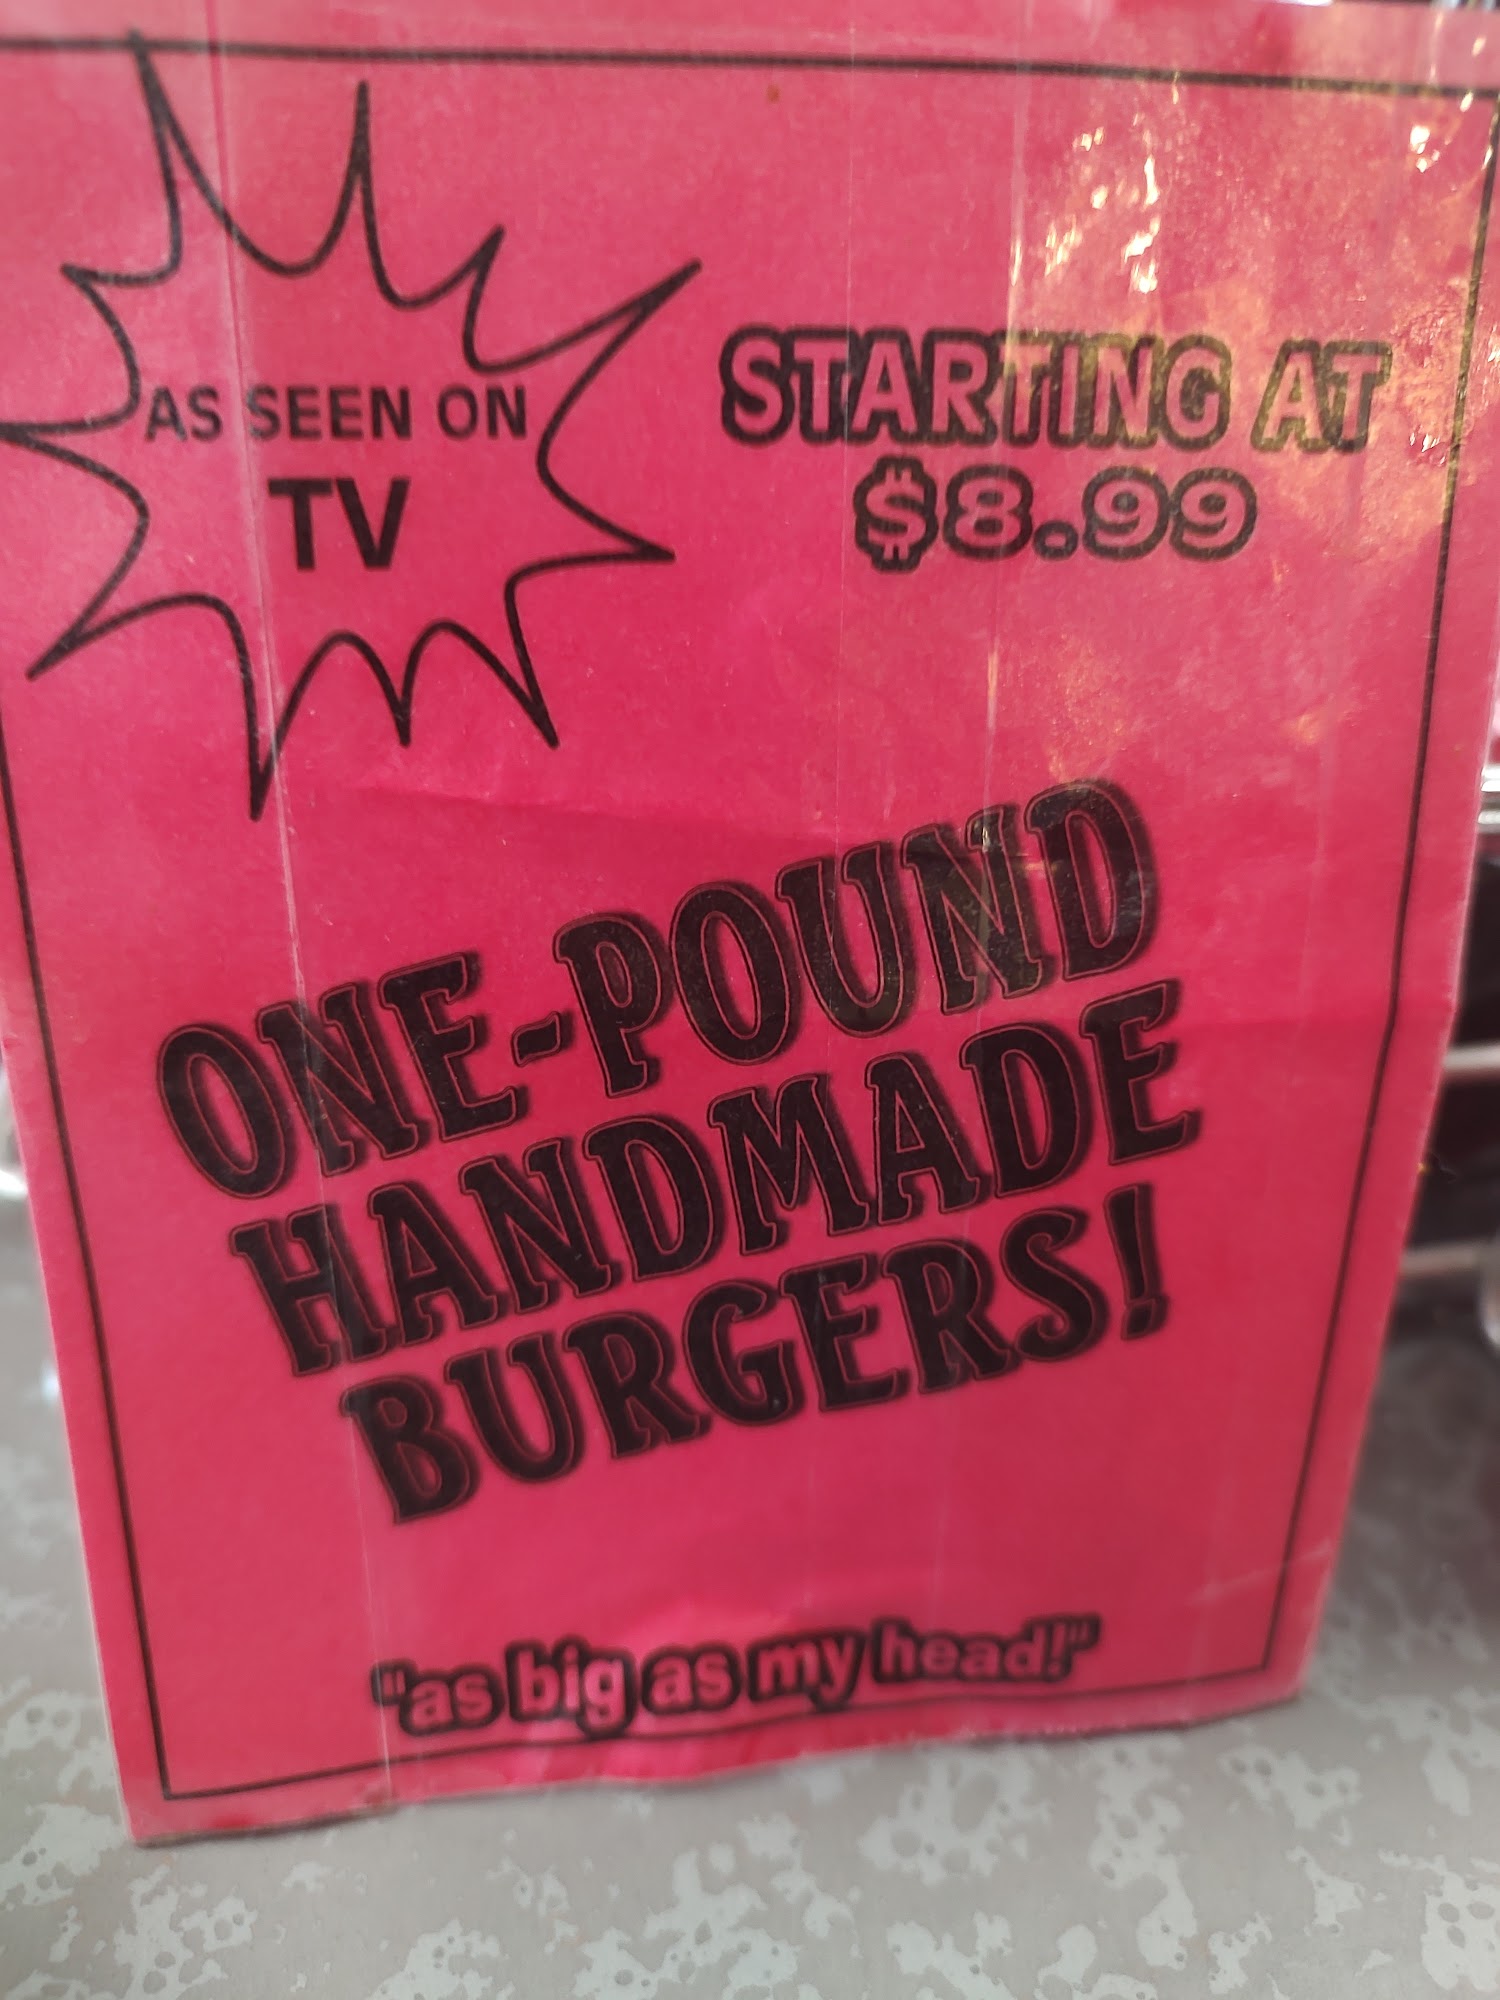 AS SEEN ON
TV
STARTING AT
$8.99
ONE-POUND
HANDMADE
BURGERS!
"as big as my head!"